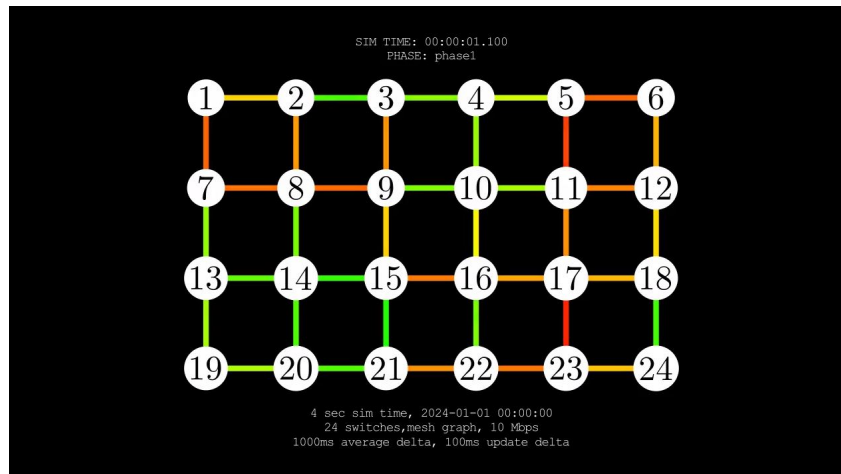 SIM TIME: 00:00:01.100
PHASE: phase1
1 2 3 4 5 6
7 8 9 10 11 12
13 14 15 16 17 18
19 20 21 22 23 24
4 sec sim time, 2024-01-01 00:00:00
24 switches,mesh graph, 10 Mbps
1000ms average delta, 100ms update delta